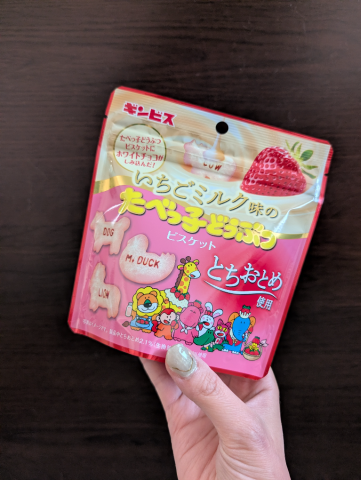 ギンビス
たべっ子どうぶつ
ビスケットに
ホワイトチョコが
しみ込んだ!
いちごミルク味の
たべっ子どうぶつ
ビスケット
とちおとめ
使用
DOG
M. DUCK
LION